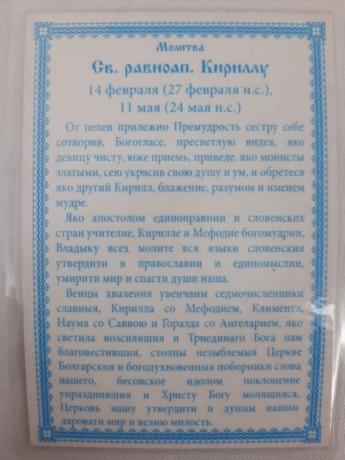 Молитва
Св. равноап. Кириллу
14 февраля (27 февраля н.с.),
11 мая (24 мая н.с.)
От пелен прилежно Премудрость сестру себе
сотворив, Богогласе, пресветлую видев, яко
девицу чисту, юже приемь, приведе, яко монисты
златыми, сею украсив свою душу и ум, и обретеся
яко другий Кирилл, блаженне, разумом и именем
мудре.
Яко апостолом единонравнии и словенских
стран учителие, Кирилле и Мефодие богомудрии,
Владыку всех молите вся языки словенския
утвердити в православии и единомыслии,
умирити мир и спасти души наша.
Венцы хваления увенчаим седмочисленники
славныя, Кирилла со Мефодием, Климента,
Наума со Саввою и Горазда со Ангеларием, яко
светила возсиявшия и Триединаго Бога нам
благовестившия, столпы незыблемыя Церкве
Болгарския и богодухновенныя поборники слова
нашего, бесовское идолом поклонение
упразднившия и Христу Богу молящияся,
Церковь нашу утвердити и душам нашим
даровати мир и велию милость.